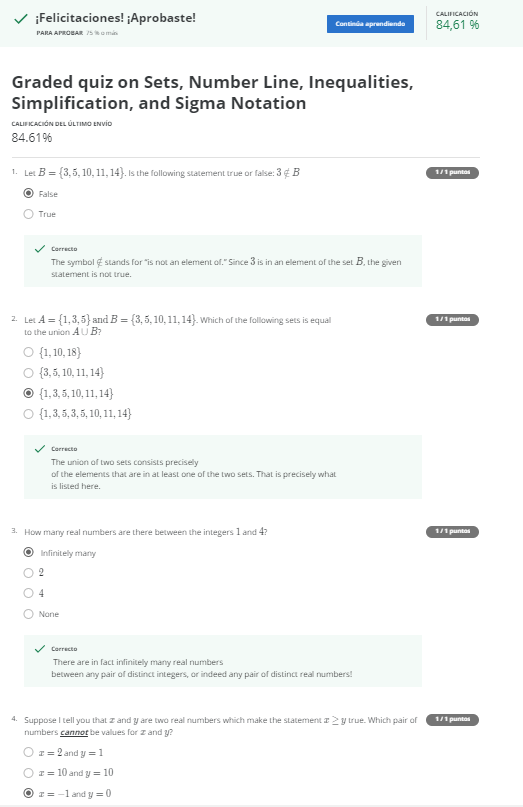 ¡Felicitaciones! ¡Aprobaste!
PARA APROBAR 75 % o más
Continúa aprendiendo
CALIFICACIÓN
84,61 %
Graded quiz on Sets, Number Line, Inequalities,
Simplification, and Sigma Notation
CALIFICACIÓN DEL ÚLTIMO ENVÍO
84.61%
1. Let B = {3, 5, 10, 11, 14}. Is the following statement true or false: 3 ∉ B
1 / 1 puntos
False
True
Correcto
The symbol ∉ stands for “is not an element of.” Since 3 is in an element of the set B, the given
statement is not true.
2. Let A = {1, 3, 5} and B = {3, 5, 10, 11, 14}. Which of the following sets is equal
to the union A ∪ B?
1 / 1 puntos
{1, 10, 18}
{3, 5, 10, 11, 14}
{1, 3, 5, 10, 11, 14}
{1, 3, 5, 3, 5, 10, 11, 14}
Correcto
The union of two sets consists precisely
of the elements that are in at least one of the two sets. That is precisely what
is listed here.
3. How many real numbers are there between the integers 1 and 4?
1 / 1 puntos
Infinitely many
2
4
None
Correcto
There are in fact infinitely many real numbers
between any pair of distinct integers, or indeed any pair of distinct real numbers!
4. Suppose I tell you that x and y are two real numbers which make the statement x ≥ y true. Which pair of
numbers cannot be values for x and y?
1 / 1 puntos
x = 2 and y = 1
x = 10 and y = 10
x = −1 and y = 0